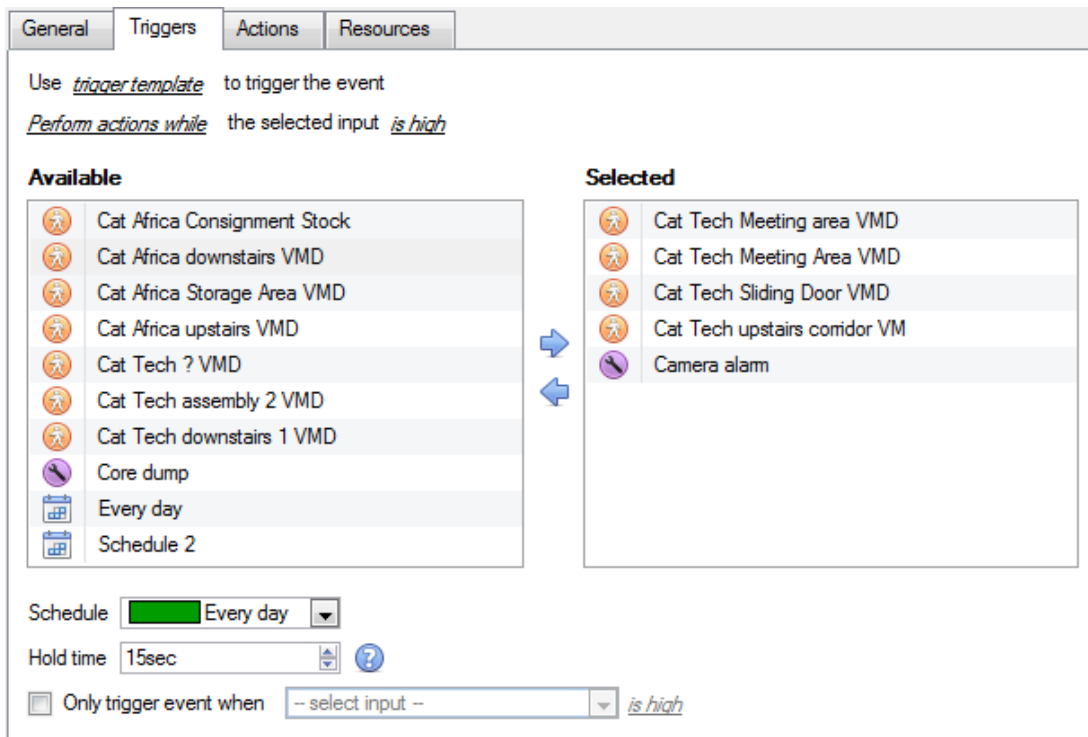 General Triggers Actions Resources
Use trigger template to trigger the event
Perform actions while the selected input is high
Available
Cat Africa Consignment Stock
Cat Africa downstairs VMD
Cat Africa Storage Area VMD
Cat Africa upstairs VMD
Cat Tech ? VMD
Cat Tech assembly 2 VMD
Cat Tech downstairs 1 VMD
Core dump
Every day
Schedule 2
Selected
Cat Tech Meeting area VMD
Cat Tech Meeting Area VMD
Cat Tech Sliding Door VMD
Cat Tech upstairs corridor VM
Camera alarm
Schedule Every day
Hold time 15sec ?
Only trigger event when -- select input -- is high